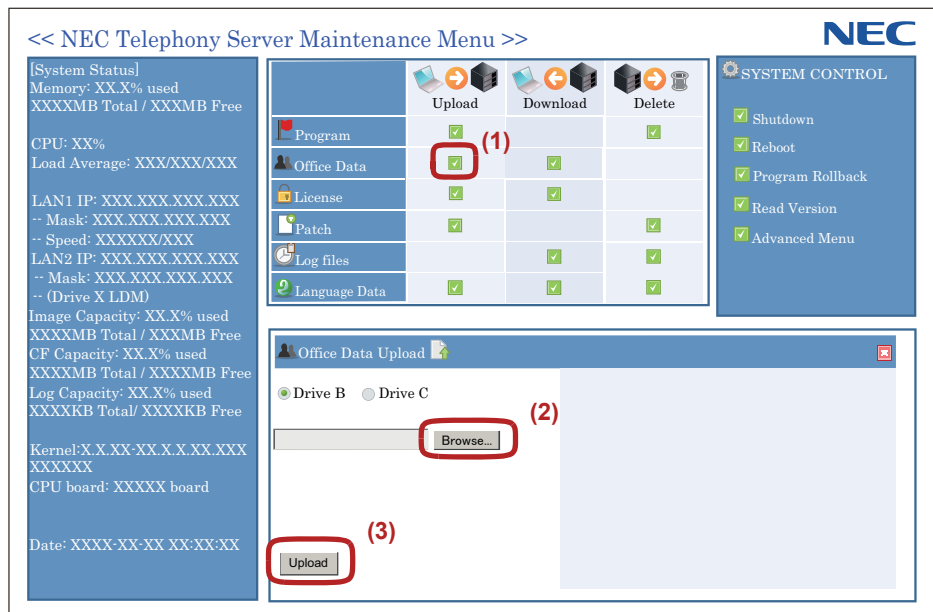 << NEC Telephony Server Maintenance Menu >>
NEC
[System Status]
Memory: XX.X% used
XXXXMB Total / XXXMB Free
CPU: XX%
Load Average: XXX/XXX/XXX
LAN1 IP: XXX.XXX.XXX.XXX
-- Mask: XXX.XXX.XXX.XXX
-- Speed: XXXXXX/XXX
LAN2 IP: XXX.XXX.XXX.XXX
-- Mask: XXX.XXX.XXX.XXX
-- (Drive X LDM)
Image Capacity: XX.X% used
XXXXMB Total / XXXMB Free
CF Capacity: XX.X% used
XXXXMB Total / XXXXMB Free
Log Capacity: XX.X% used
XXXXKB Total/ XXXXKB Free
Kernel:X.X.XX-XX.X.X.XX.XXX
XXXXXX
CPU board: XXXXX board
Date: XXXX-XX-XX XX:XX:XX
Upload Download Delete
Program
(1)
Office Data
License
Patch
Log files
Language Data
SYSTEM CONTROL
Shutdown
Reboot
Program Rollback
Read Version
Advanced Menu
Office Data Upload
Drive B Drive C
(2)
Browse...
(3)
Upload